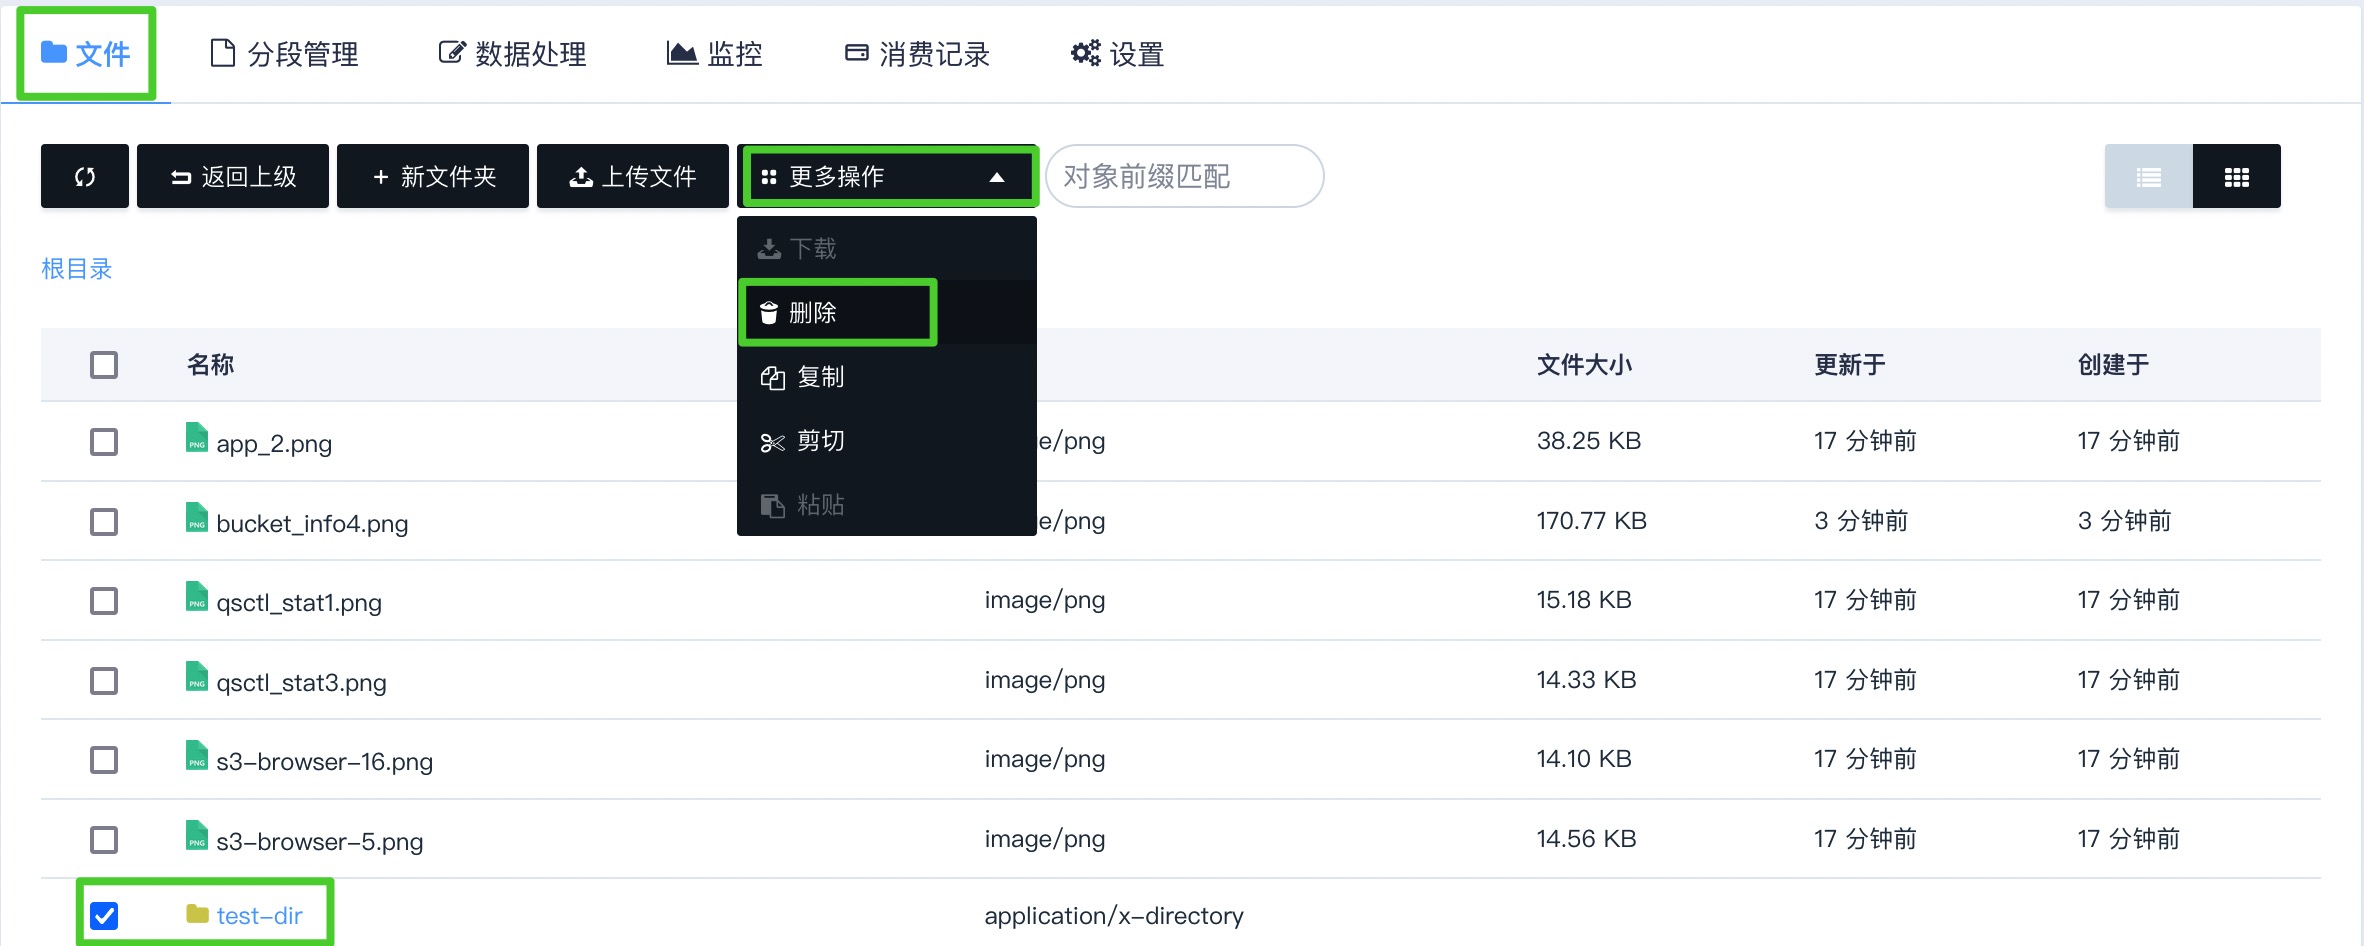 文件 分段管理 数据处理 监控 消费记录 设置
返回上级 + 新文件夹 上传文件 更多操作 对象前缀匹配
下载
根目录
删除
名称 文件大小 更新于 创建于
复制
PNG app_2.png 剪切 e/png 38.25 KB 17 分钟前 17 分钟前
粘贴
PNG bucket_info4.png e/png 170.77 KB 3 分钟前 3 分钟前
PNG qsctl_stat1.png image/png 15.18 KB 17 分钟前 17 分钟前
PNG qsctl_stat3.png image/png 14.33 KB 17 分钟前 17 分钟前
PNG s3-browser-16.png image/png 14.10 KB 17 分钟前 17 分钟前
PNG s3-browser-5.png image/png 14.56 KB 17 分钟前 17 分钟前
test-dir application/x-directory